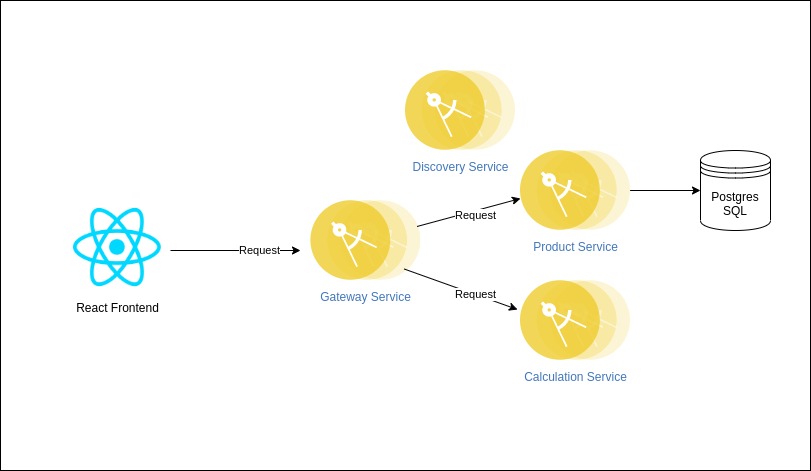 Discovery Service
Request
Postgres
SQL
Product Service
Request
Gateway Service
Request
React Frontend
Calculation Service